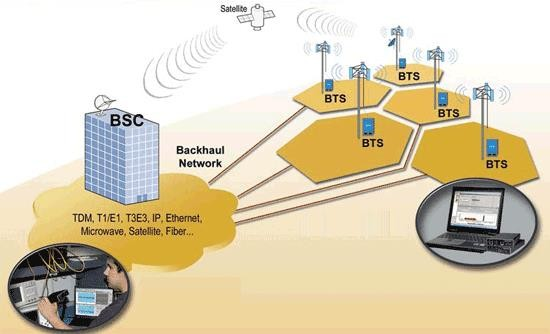 Satellite
BTS
BTS
BTS
BSC
BTS
BTS
Backhaul
Network
TDM, T1/E1, T3E3, IP, Ethernet,
Microwave, Satellite, Fiber...